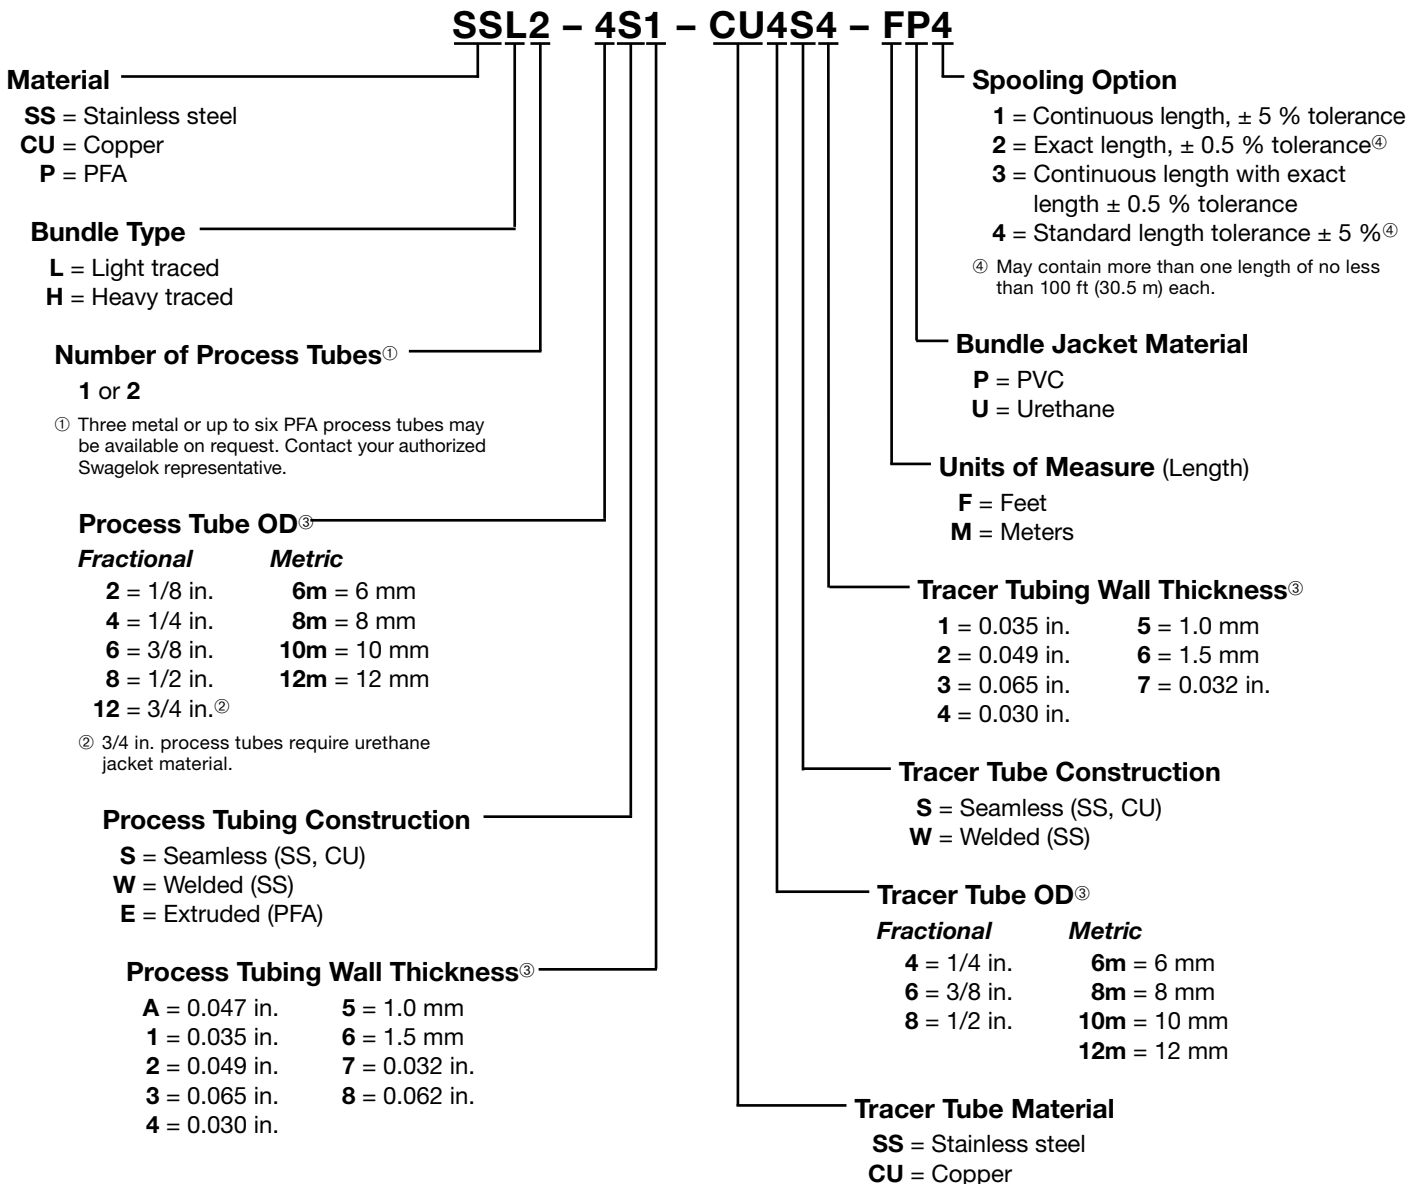 SSL2 – 4S1 – CU4S4 – FP4
Material
SS = Stainless steel
CU = Copper
P = PFA
Bundle Type
L = Light traced
H = Heavy traced
Number of Process Tubes①
1 or 2
① Three metal or up to six PFA process tubes may
be available on request. Contact your authorized
Swagelok representative.
Process Tube OD③
Fractional Metric
2 = 1/8 in. 6m = 6 mm
4 = 1/4 in. 8m = 8 mm
6 = 3/8 in. 10m = 10 mm
8 = 1/2 in. 12m = 12 mm
12 = 3/4 in.②
② 3/4 in. process tubes require urethane
jacket material.
Process Tubing Construction
S = Seamless (SS, CU)
W = Welded (SS)
E = Extruded (PFA)
Process Tubing Wall Thickness③
A = 0.047 in. 5 = 1.0 mm
1 = 0.035 in. 6 = 1.5 mm
2 = 0.049 in. 7 = 0.032 in.
3 = 0.065 in. 8 = 0.062 in.
4 = 0.030 in.
Spooling Option
1 = Continuous length, ± 5 % tolerance
2 = Exact length, ± 0.5 % tolerance④
3 = Continuous length with exact
length ± 0.5 % tolerance
4 = Standard length tolerance ± 5 %④
④ May contain more than one length of no less
than 100 ft (30.5 m) each.
Bundle Jacket Material
P = PVC
U = Urethane
Units of Measure (Length)
F = Feet
M = Meters
Tracer Tubing Wall Thickness③
1 = 0.035 in. 5 = 1.0 mm
2 = 0.049 in. 6 = 1.5 mm
3 = 0.065 in. 7 = 0.032 in.
4 = 0.030 in.
Tracer Tube Construction
S = Seamless (SS, CU)
W = Welded (SS)
Tracer Tube OD③
Fractional Metric
4 = 1/4 in. 6m = 6 mm
6 = 3/8 in. 8m = 8 mm
8 = 1/2 in. 10m = 10 mm
12m = 12 mm
Tracer Tube Material
SS = Stainless steel
CU = Copper